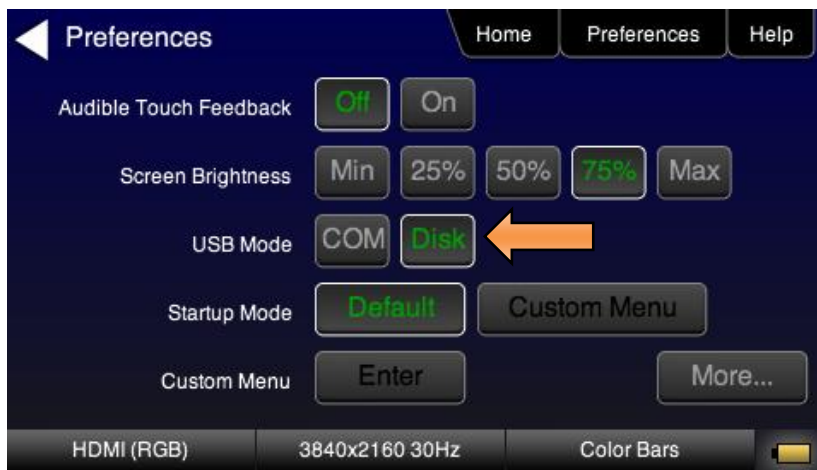 Preferences Home Preferences Help
Audible Touch Feedback Off On
Screen Brightness Min 25% 50% 75% Max
USB Mode COM Disk
Startup Mode Default Custom Menu
Custom Menu Enter More...
HDMI (RGB) 3840x2160 30Hz Color Bars